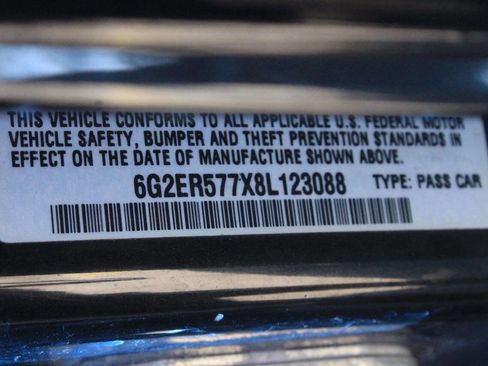 THIS VEHICLE CONFORMS TO ALL APPLICABLE U.S. FEDERAL MOTOR
VEHICLE SAFETY, BUMPER AND THEFT PREVENTION STANDARDS IN
EFFECT ON THE DATE OF MANUFACTURE SHOWN ABOVE.
6G2ER577X8L123088 TYPE: PASS CAR